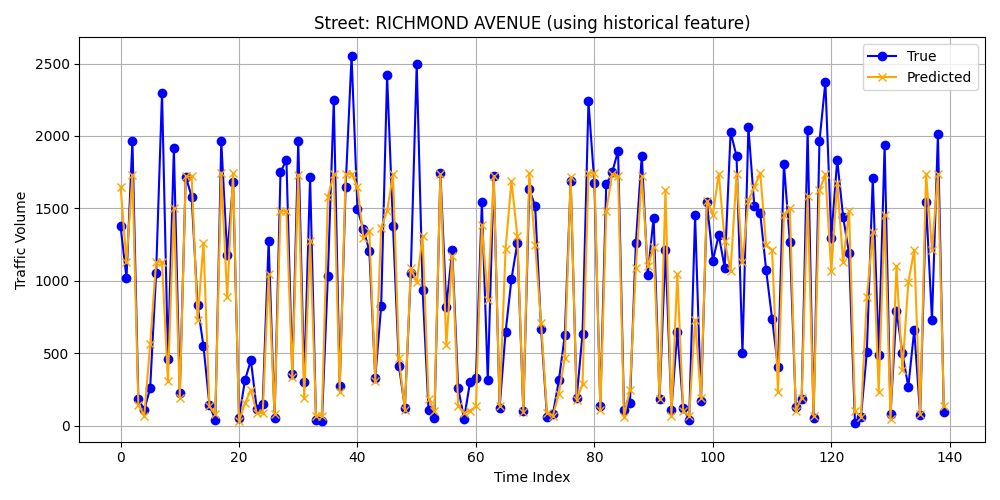 Street: RICHMOND AVENUE (using historical feature)
True
Predicted
Traffic Volume
2500
2000
1500
1000
500
0
0 20 40 60 80 100 120 140
Time Index